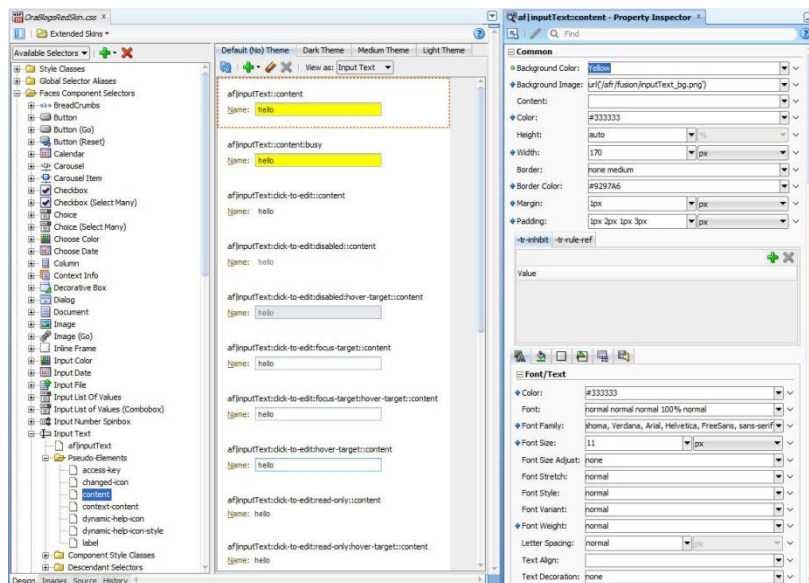 OraBlogsRedSkin.css
Extended Skins
Available Selectors
Style Classes
Global Selector Aliases
Faces Component Selectors
BreadCrumbs
Button
Button (Go)
Button (Reset)
Calendar
Carousel
Carousel Item
Checkbox
Checkbox (Select Many)
Choice
Choice (Select Many)
Choose Color
Choose Date
Column
Context Info
Decorative Box
Dialog
Document
Image
Image (Go)
Inline Frame
Input Color
Input Date
Input File
Input List Of Values
Input List of Values (Combobox)
Input Number Spinbox
Input Text
af|inputText
Pseudo-Elements
access-key
changed-icon
content
context-content
dynamic-help-icon
dynamic-help-icon-style
label
Component Style Classes
Descendant Selectors
Design Images Source History
Default (No) Theme Dark Theme Medium Theme Light Theme
View as: Input Text
af|inputText::content
Name: hello
af|inputText::content:busy
Name: hello
af|inputText:click-to-edit::content
Name: hello
af|inputText:click-to-edit:disabled::content
Name: hello
af|inputText:click-to-edit:disabled:hover-target::content
Name: hello
af|inputText:click-to-edit:focus-target::content
Name: hello
af|inputText:click-to-edit:focus-target:hover-target::content
Name: hello
af|inputText:click-to-edit:hover-target::content
Name: hello
af|inputText:click-to-edit:read-only::content
Name: hello
af|inputText:click-to-edit:read-only:hover-target::content
Name: hello
af|inputText::content - Property Inspector
Find
Common
Background Color: Yellow
Background Image: url('/afr/fusion/inputText_bg.png')
Content:
Color: #333333
Height: auto %
Width: 170 px
Border: none medium
Border Color: #9297A6
Margin: 1px px
Padding: 1px 2px 1px 3px px
-tr-inhibit -tr-rule-ref
Value
Font/Text
Color: #333333
Font: normal normal normal 100% normal
Font Family: ahoma, Verdana, Arial, Helvetica, FreeSans, sans-serif
Font Size: 11 px
Font Size Adjust: none
Font Stretch: normal
Font Style: normal
Font Variant: normal
Font Weight: normal
Letter Spacing: normal px
Text Align:
Text Decoration: none